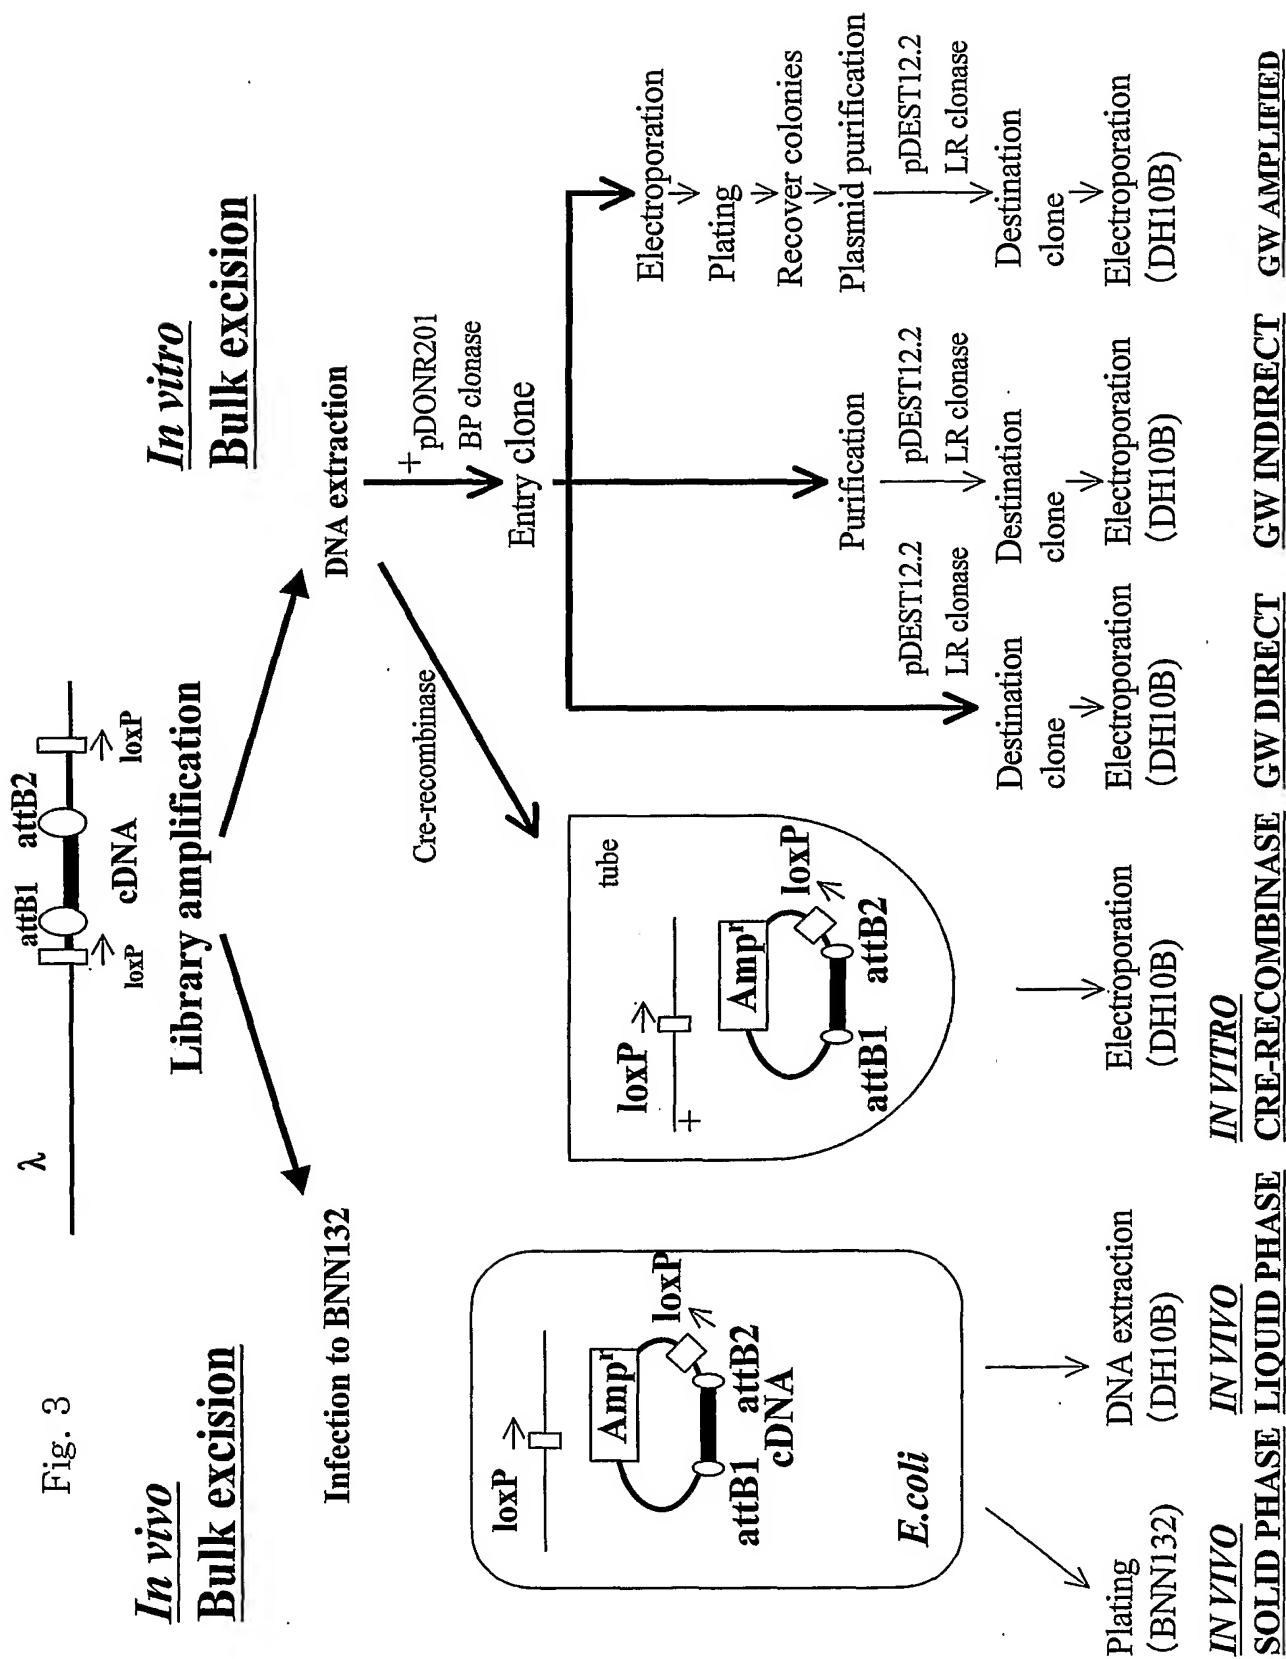 Fig. 3
λ
attB1
attB2
cDNA
loxP
loxP
Library amplification
In vivo
Bulk excision
In vitro
Bulk excision
Infection to BNN132
DNA extraction
Cre-recombinase
+
pDONR201
BP clonase
Entry clone
loxP
Ampr
loxP
attB1
attB2
cDNA
E.coli
tube
loxP
+
Ampr
loxP
attB1
attB2
Plating
(BNN132)
DNA extraction
(DH10B)
Electroporation
(DH10B)
pDEST12.2
LR clonase
Destination
clone
Electroporation
(DH10B)
Purification
pDEST12.2
LR clonase
Destination
clone
Electroporation
(DH10B)
Electroporation
Plating
Recover colonies
Plasmid purification
pDEST12.2
LR clonase
Destination
clone
Electroporation
(DH10B)
IN VIVO
SOLID PHASE
IN VIVO
LIQUID PHASE
IN VITRO
CRE-RECOMBINASE
GW DIRECT
GW INDIRECT
GW AMPLIFIED